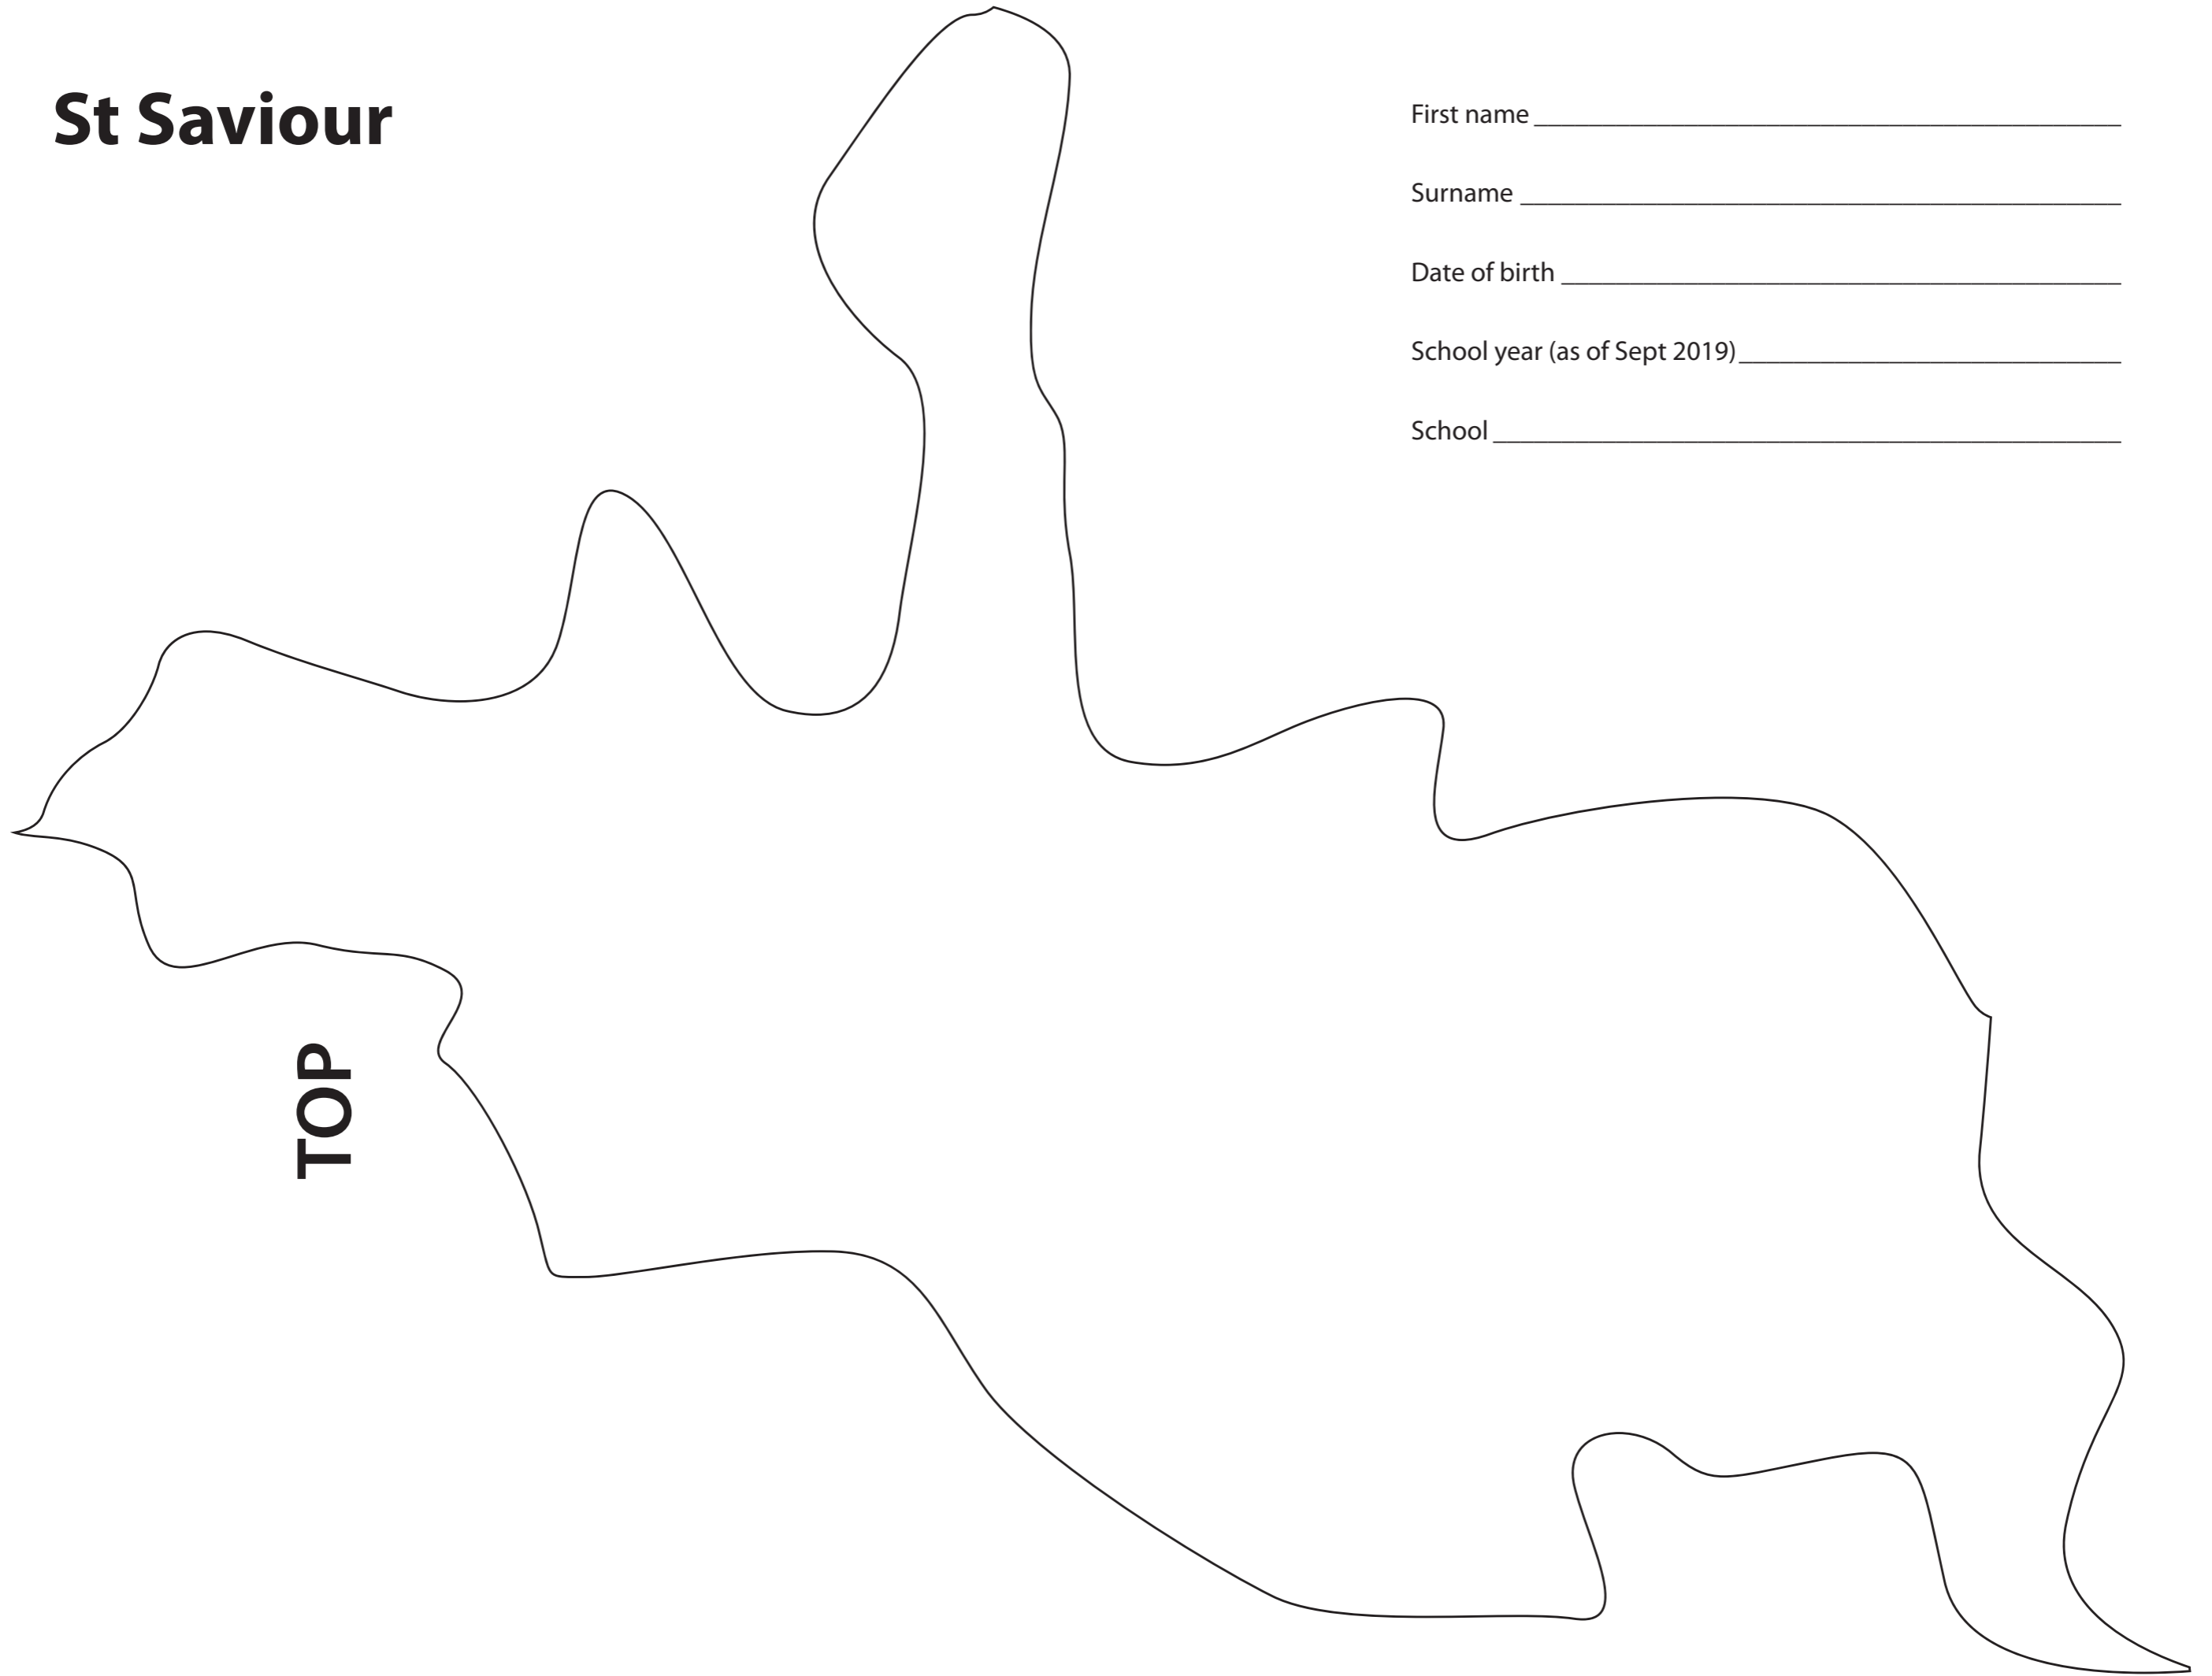 St Saviour
First name
Surname
Date of birth
School year (as of Sept 2019)
School
TOP